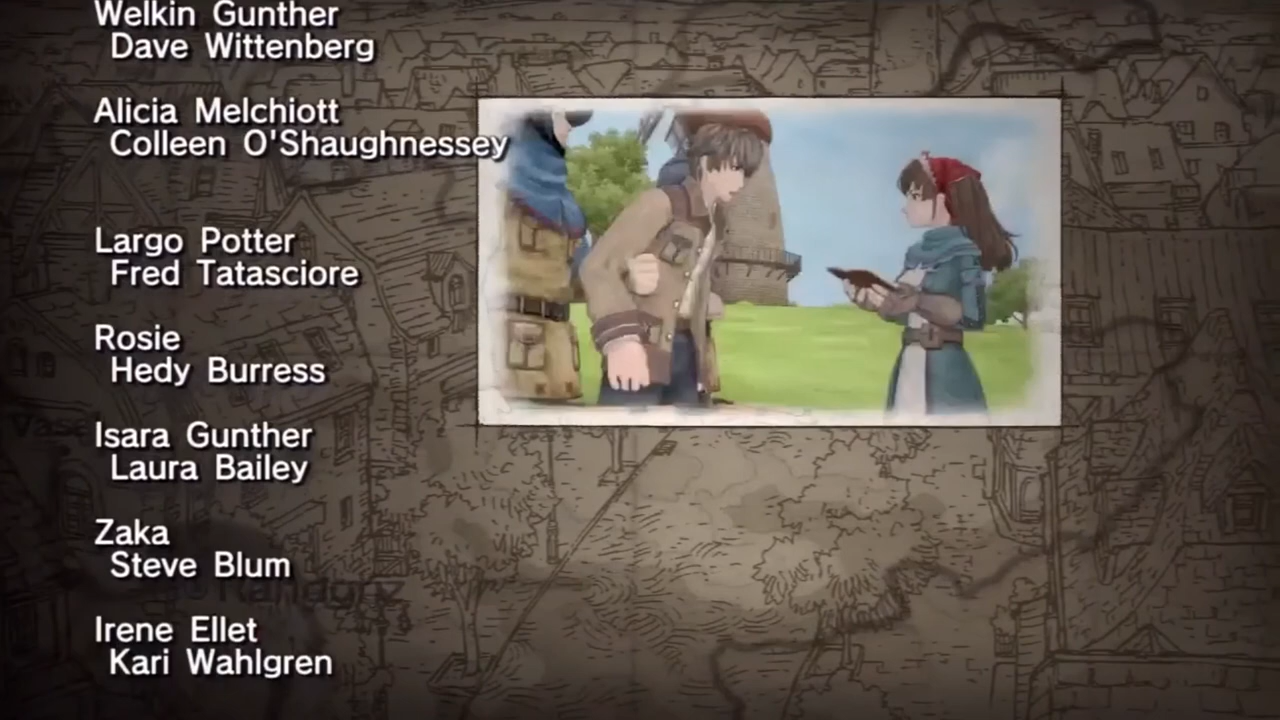 Welkin Gunther
Dave Wittenberg
Alicia Melchiott
Colleen O'Shaughnessey
Largo Potter
Fred Tatasciore
Rosie
Hedy Burress
Isara Gunther
Laura Bailey
Zaka
Steve Blum
Irene Ellet
Kari Wahlgren